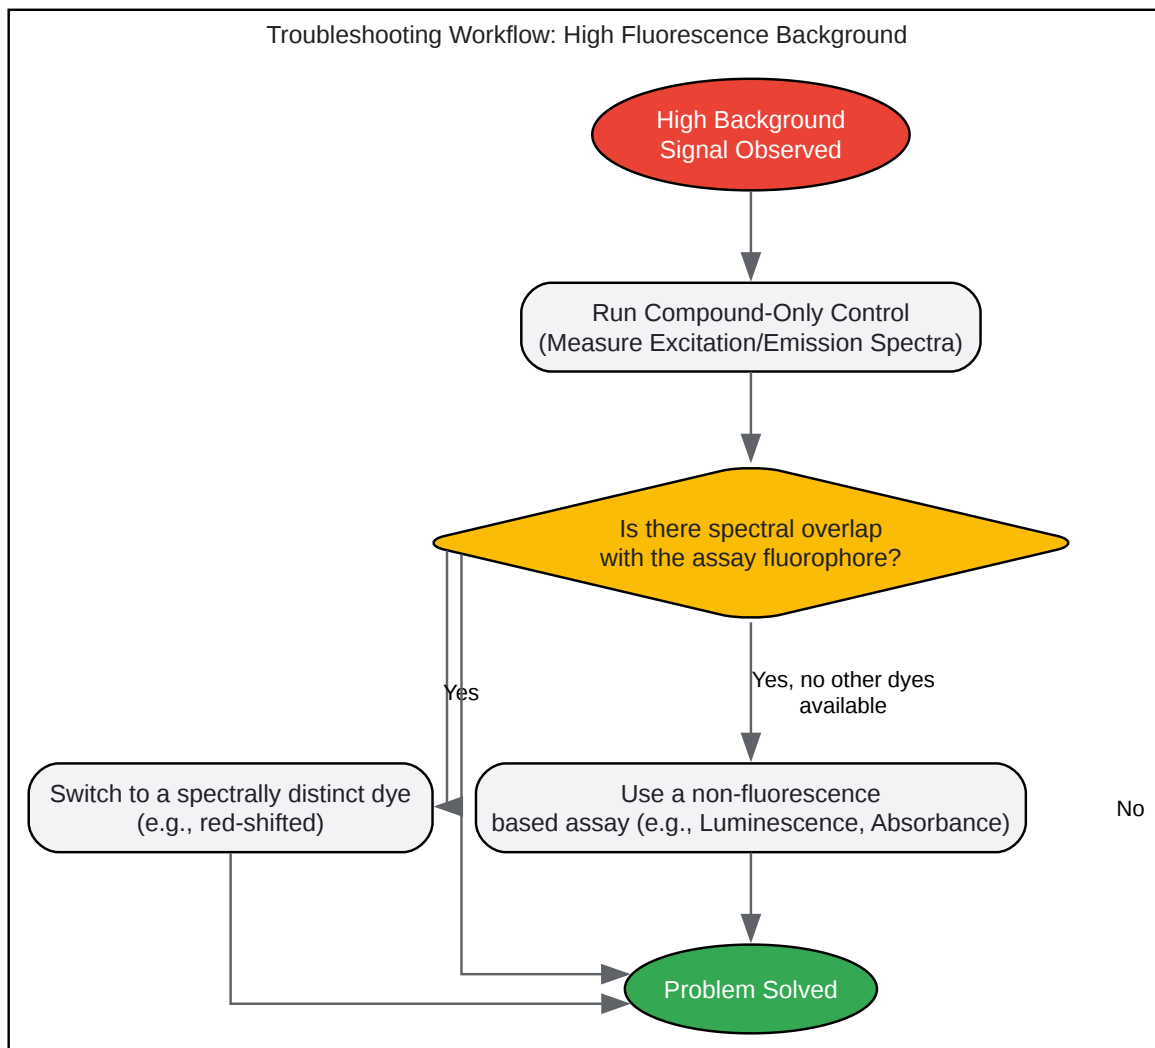 Troubleshooting Workflow: High Fluorescence Background
High Background
Signal Observed
Run Compound-Only Control
(Measure Excitation/Emission Spectra)
Is there spectral overlap
with the assay fluorophore?
Yes
Yes, no other dyes
available
Switch to a spectrally distinct dye
(e.g., red-shifted)
Use a non-fluorescence
based assay (e.g., Luminescence, Absorbance)
No
Problem Solved